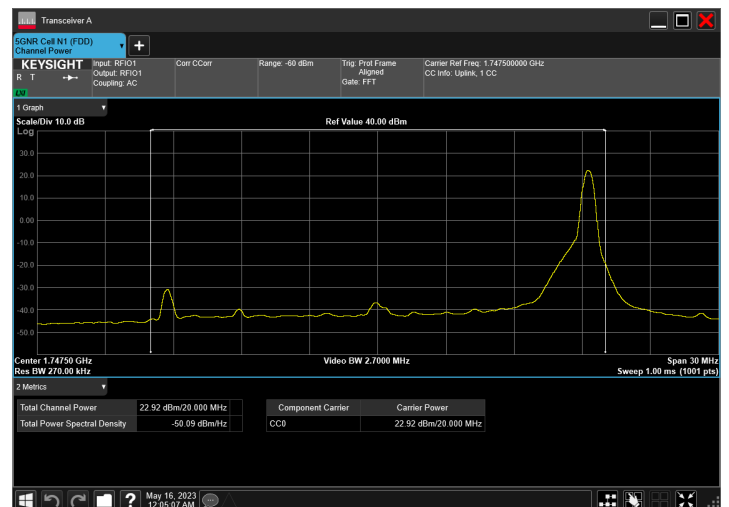 Transceiver A
5GNR Cell N1 (FDD)
Channel Power
KEYSIGHT
R T
LXI
Input: RFIO1
Output: RFIO1
Coupling: AC
Corr CCorr
Range: -60 dBm
Trig: Prot Frame
Aligned
Gate: FFT
Carrier Ref Freq: 1.747500000 GHz
CC Info: Uplink, 1 CC
1 Graph
Scale/Div 10.0 dB
Ref Value 40.00 dBm
Log
30.0
20.0
10.0
0.00
-10.0
-20.0
-30.0
-40.0
-50.0
Center 1.74750 GHz
Video BW 2.7000 MHz
Span 30 MHz
Res BW 270.00 kHz
Sweep 1.00 ms (1001 pts)
2 Metrics
Total Channel Power 22.92 dBm/20.000 MHz
Total Power Spectral Density -50.09 dBm/Hz
Component Carrier Carrier Power
CC0 22.92 dBm/20.000 MHz
?
May 16, 2023
12:05:07 AM